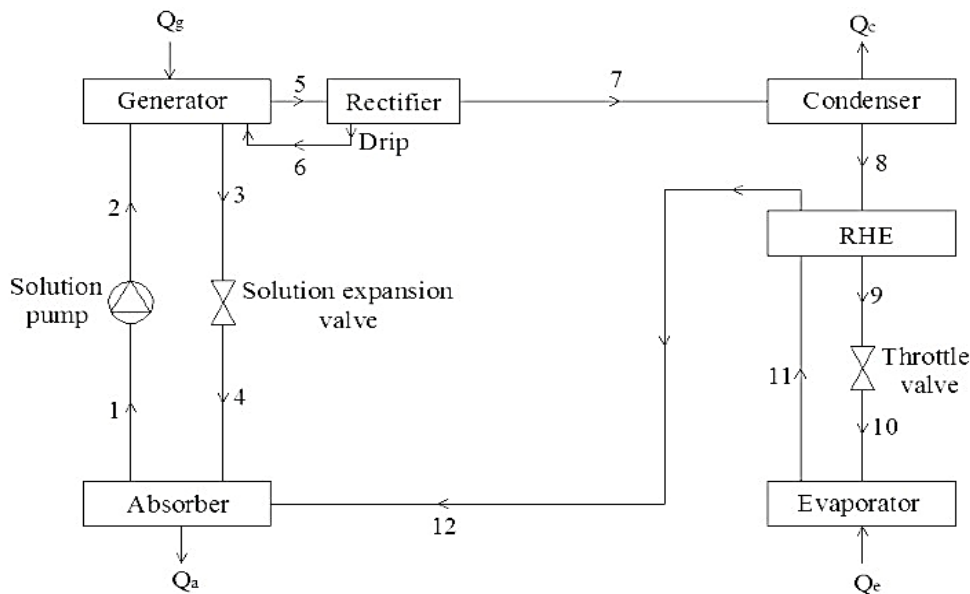 Qg
Qc
Generator
5
Rectifier
7
Condenser
Drip
6
8
2
3
RHE
Solution
pump
Solution expansion
valve
9
11
Throttle
valve
1
4
10
Absorber
12
Evaporator
Qa
Qe